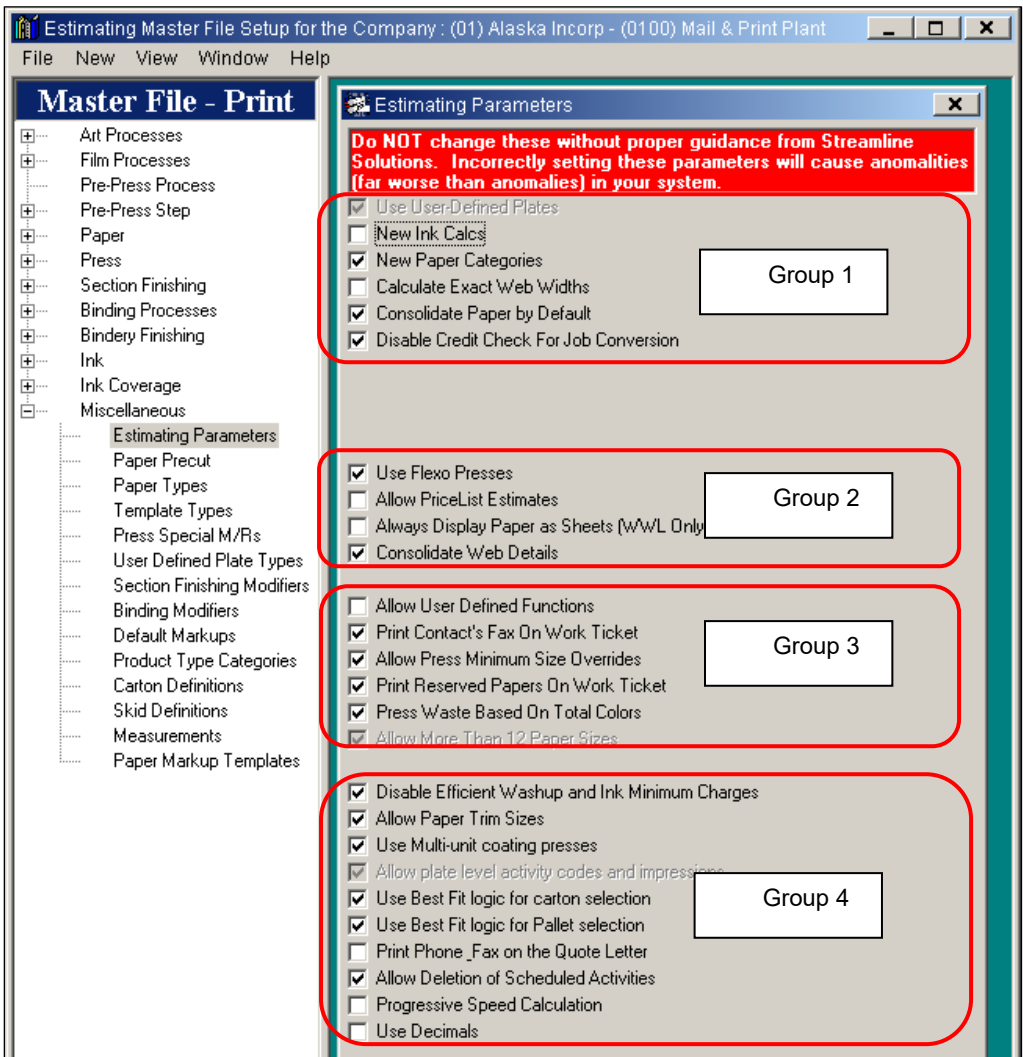 Estimating Master File Setup for the Company : (01) Alaska Incorp - (0100) Mail & Print Plant
File New View Window Help
Master File - Print
Art Processes
Film Processes
Pre-Press Process
Pre-Press Step
Paper
Press
Section Finishing
Binding Processes
Bindery Finishing
Ink
Ink Coverage
Miscellaneous
Estimating Parameters
Paper Precut
Paper Types
Template Types
Press Special M/Rs
User Defined Plate Types
Section Finishing Modifiers
Binding Modifiers
Default Markups
Product Type Categories
Carton Definitions
Skid Definitions
Measurements
Paper Markup Templates
Estimating Parameters
Do NOT change these without proper guidance from Streamline
Solutions. Incorrectly setting these parameters will cause anomalities
(far worse than anomalies) in your system.
Use User-Defined Plates
New Ink Calcs
New Paper Categories
Calculate Exact Web Widths
Consolidate Paper by Default
Disable Credit Check For Job Conversion
Group 1
Use Flexo Presses
Allow PriceList Estimates
Always Display Paper as Sheets (WWL Only
Consolidate Web Details
Group 2
Allow User Defined Functions
Print Contact's Fax On Work Ticket
Allow Press Minimum Size Overrides
Print Reserved Papers On Work Ticket
Press Waste Based On Total Colors
Allow More Than 12 Paper Sizes
Group 3
Disable Efficient Washup and Ink Minimum Charges
Allow Paper Trim Sizes
Use Multi-unit coating presses
Allow plate level activity codes and impressions
Use Best Fit logic for carton selection
Use Best Fit logic for Pallet selection
Print Phone_Fax on the Quote Letter
Allow Deletion of Scheduled Activities
Progressive Speed Calculation
Use Decimals
Group 4